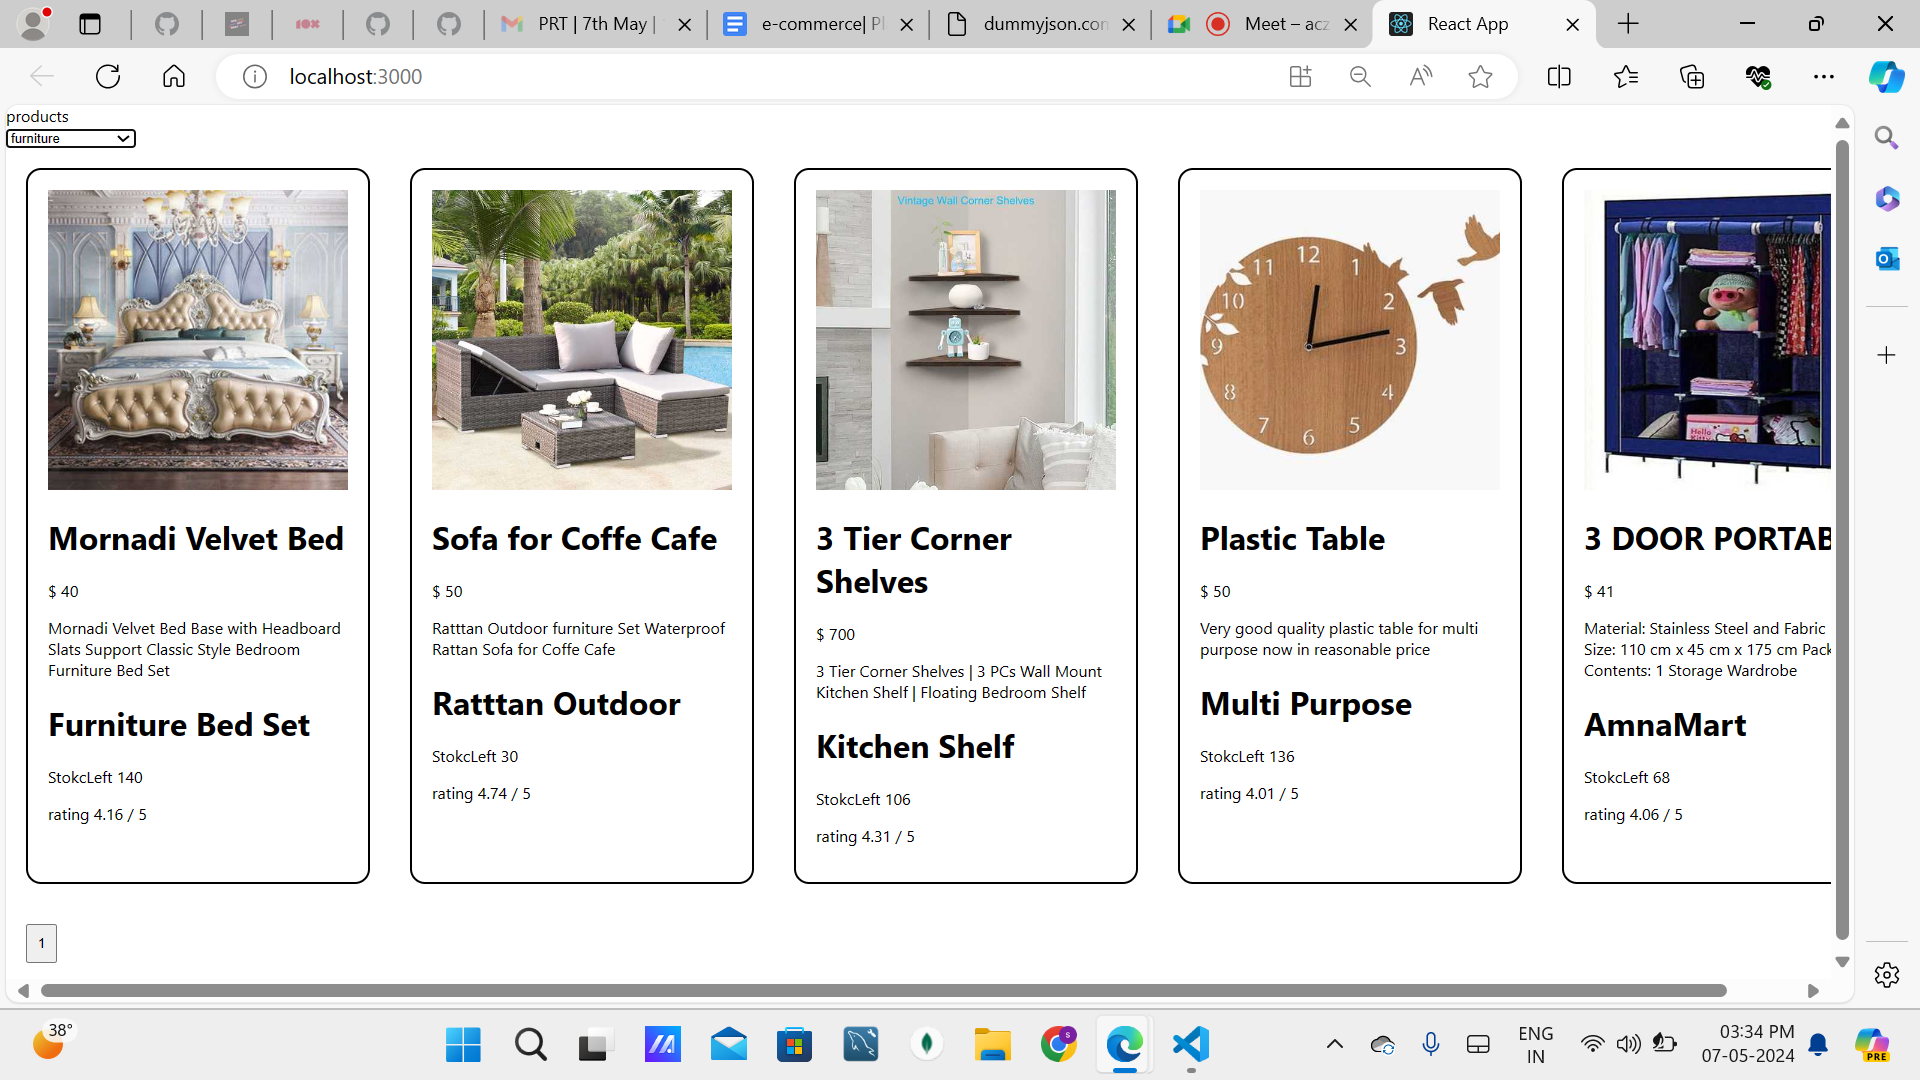 PRT | 7th May |
e-commerce| Pl
dummyjson.con
Meet – acz
React App
localhost:3000
products
furniture
Vintage Wall Corner Shelves
12
11
1
10
2
9
3
8
4
7
5
6
Hello
Mornadi Velvet Bed
$ 40
Mornadi Velvet Bed Base with Headboard
Slats Support Classic Style Bedroom
Furniture Bed Set
Furniture Bed Set
StokcLeft 140
rating 4.16 / 5
Sofa for Coffe Cafe
$ 50
Ratttan Outdoor furniture Set Waterproof
Rattan Sofa for Coffe Cafe
Ratttan Outdoor
StokcLeft 30
rating 4.74 / 5
3 Tier Corner
Shelves
$ 700
3 Tier Corner Shelves | 3 PCs Wall Mount
Kitchen Shelf | Floating Bedroom Shelf
Kitchen Shelf
StokcLeft 106
rating 4.31 / 5
Plastic Table
$ 50
Very good quality plastic table for multi
purpose now in reasonable price
Multi Purpose
StokcLeft 136
rating 4.01 / 5
3 DOOR PORTAB
$ 41
Material: Stainless Steel and Fabric
Size: 110 cm x 45 cm x 175 cm Pack
Contents: 1 Storage Wardrobe
AmnaMart
StokcLeft 68
rating 4.06 / 5
1
38°
ENG
IN
03:34 PM
07-05-2024
PRE